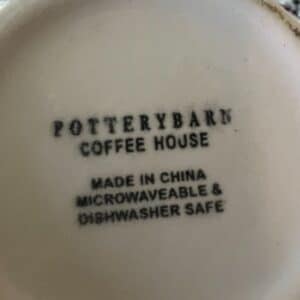 POTTERYBARN
COFFEE HOUSE
MADE IN CHINA
MICROWAVEABLE &
DISHWASHER SAFE